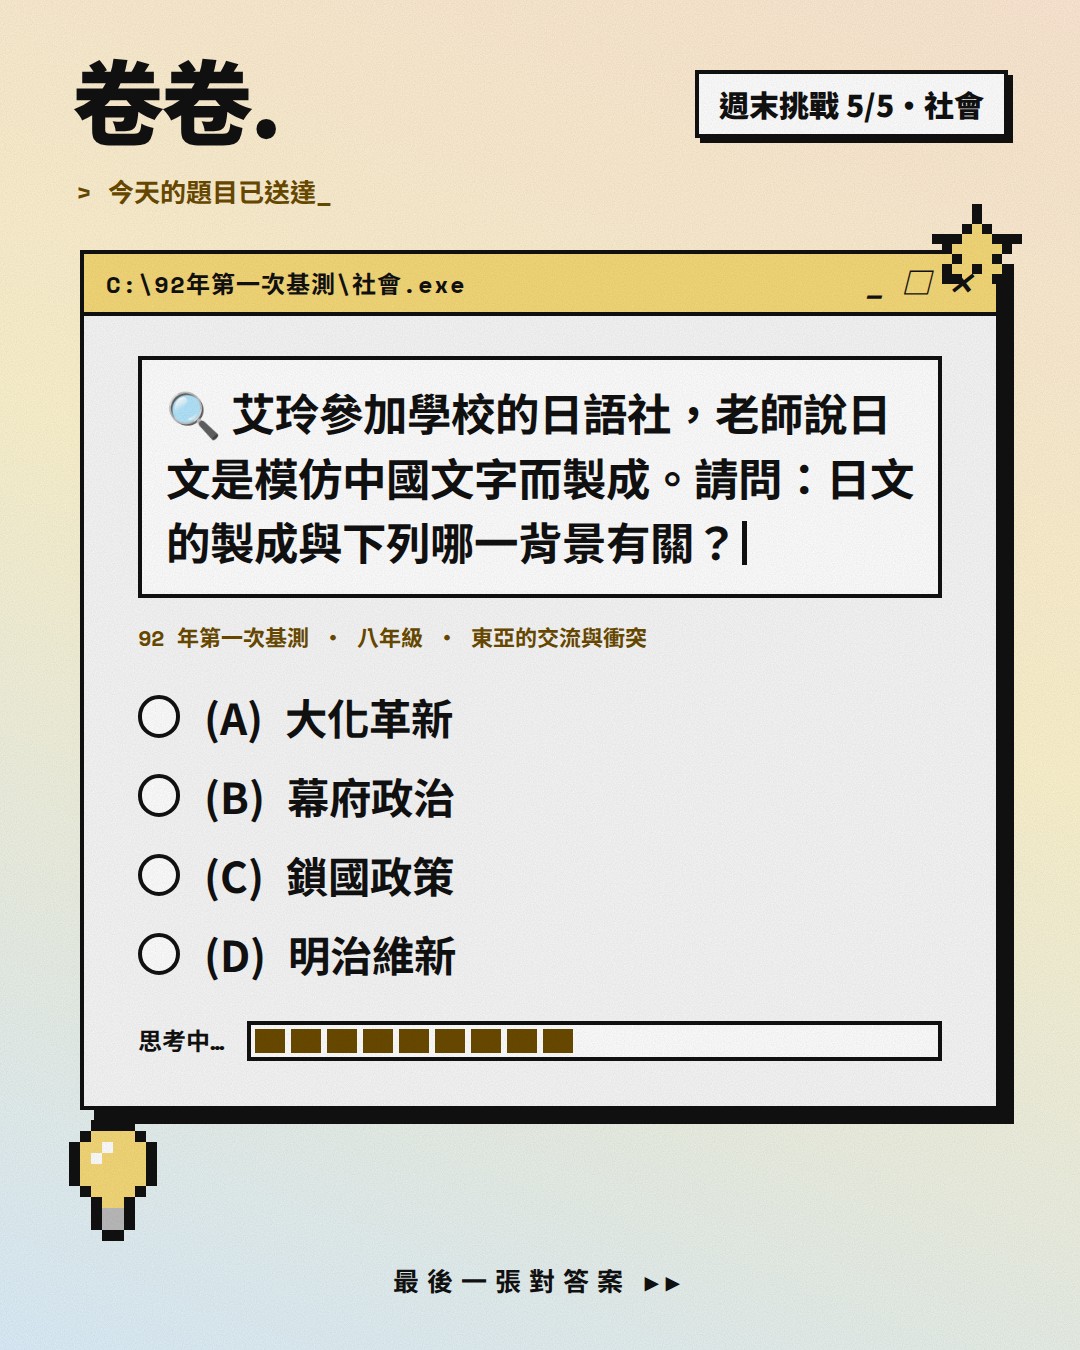 卷卷.
週末挑戰 5/5・社會
> 今天的題目已送達_
C:\92年第一次基測\社會.exe
_ □ ×
🔍 艾玲參加學校的日語社，老師說日
文是模仿中國文字而製成。請問：日文
的製成與下列哪一背景有關？
92 年第一次基測 · 八年級 · 東亞的交流與衝突
(A) 大化革新
(B) 幕府政治
(C) 鎖國政策
(D) 明治維新
思考中…
最後一張對答案 ▸▸